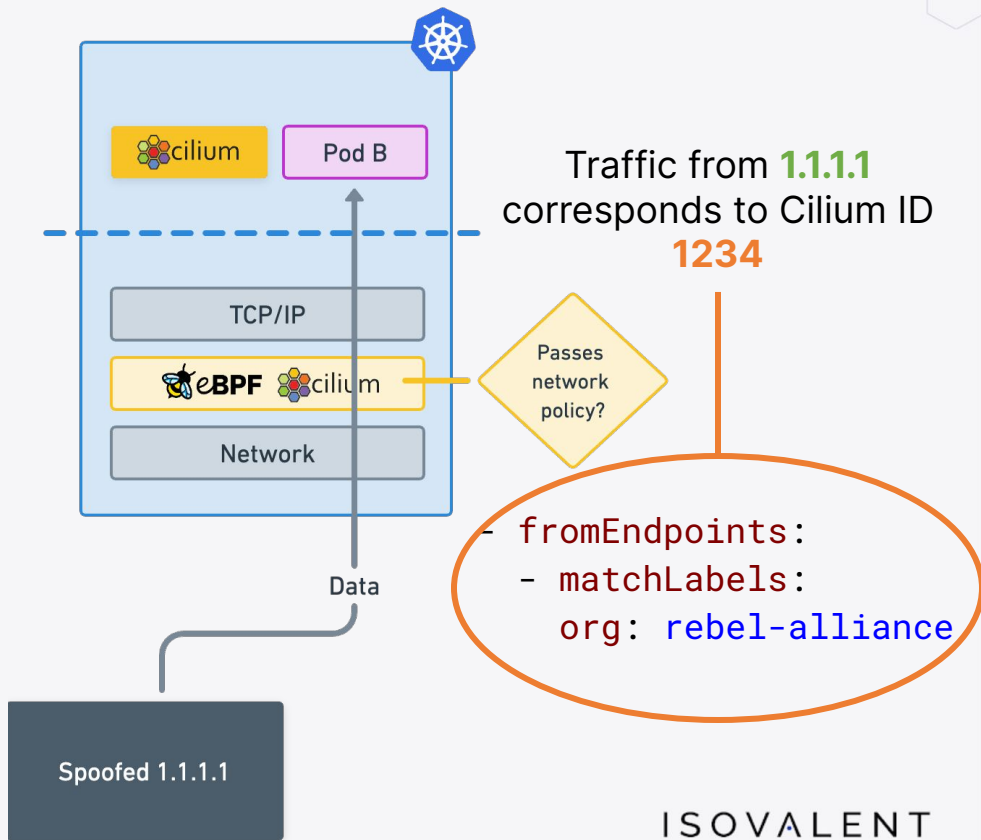 cilium
Pod B
Traffic from 1.1.1.1
corresponds to Cilium ID
1234
TCP/IP
eBPF cilium
Passes
network
policy?
Network
- fromEndpoints:
- matchLabels:
org: rebel-alliance
Data
Spoofed 1.1.1.1
ISOVALENT